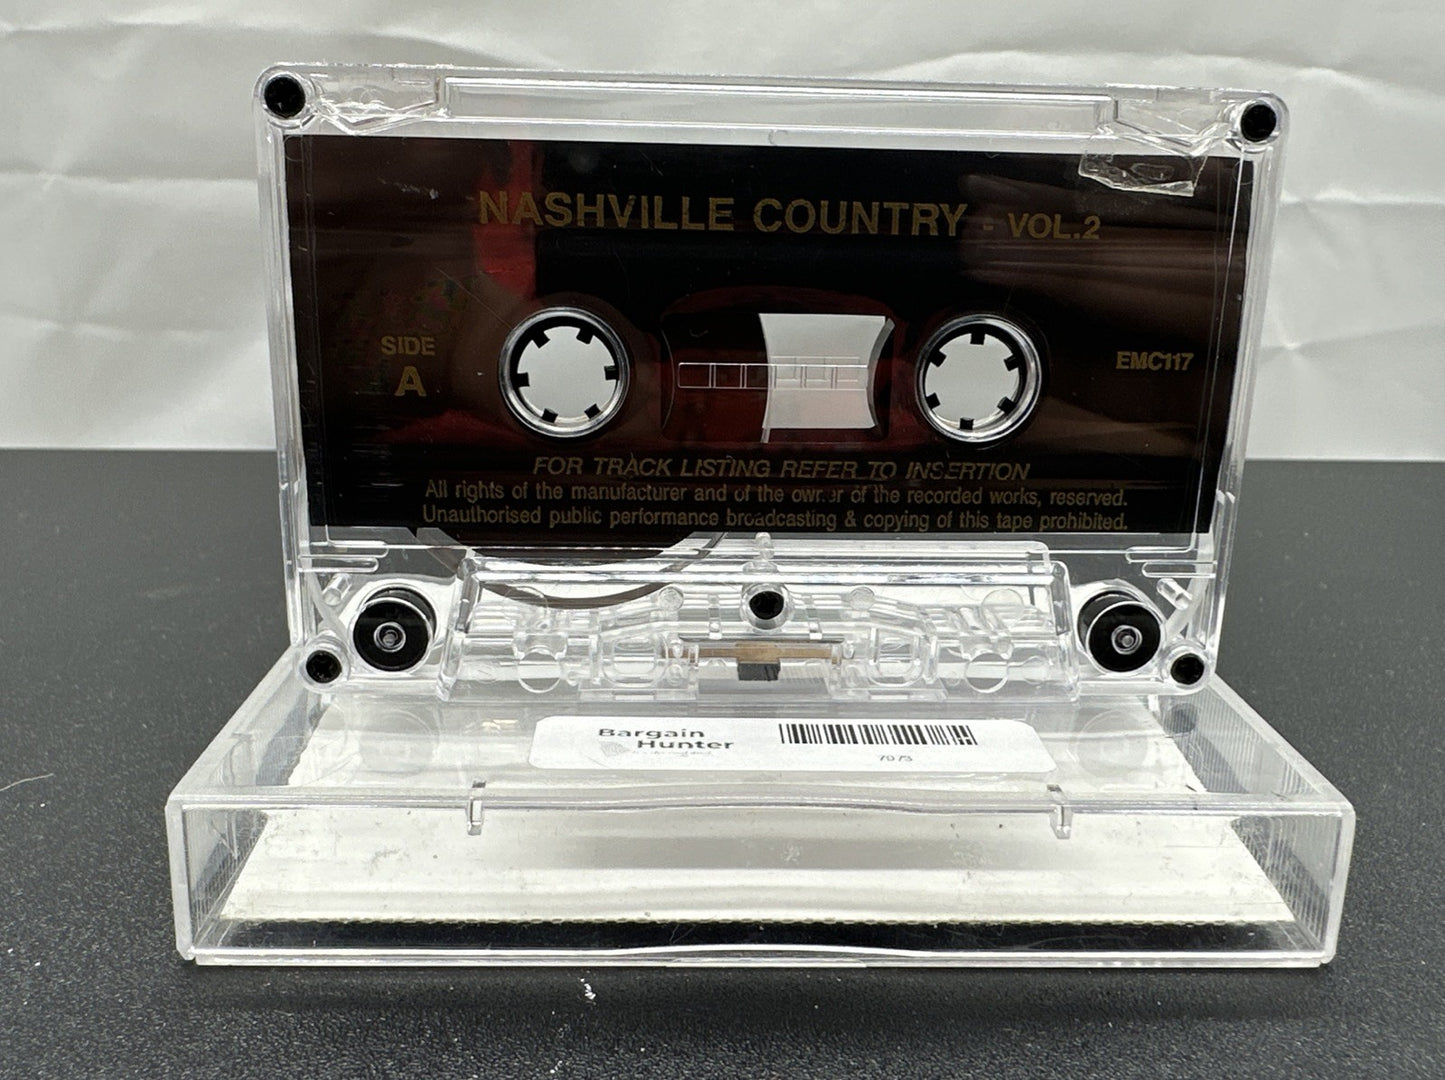 NASHVILLE COUNTRY - VOL.2
SIDE
A
EMC117
FOR TRACK LISTING REFER TO INSERTION
All rights of the manufacturer and of the owner of the recorded works, reserved.
Unauthorised public performance broadcasting & copying of this tape prohibited.
Bargain
Hunter
7073